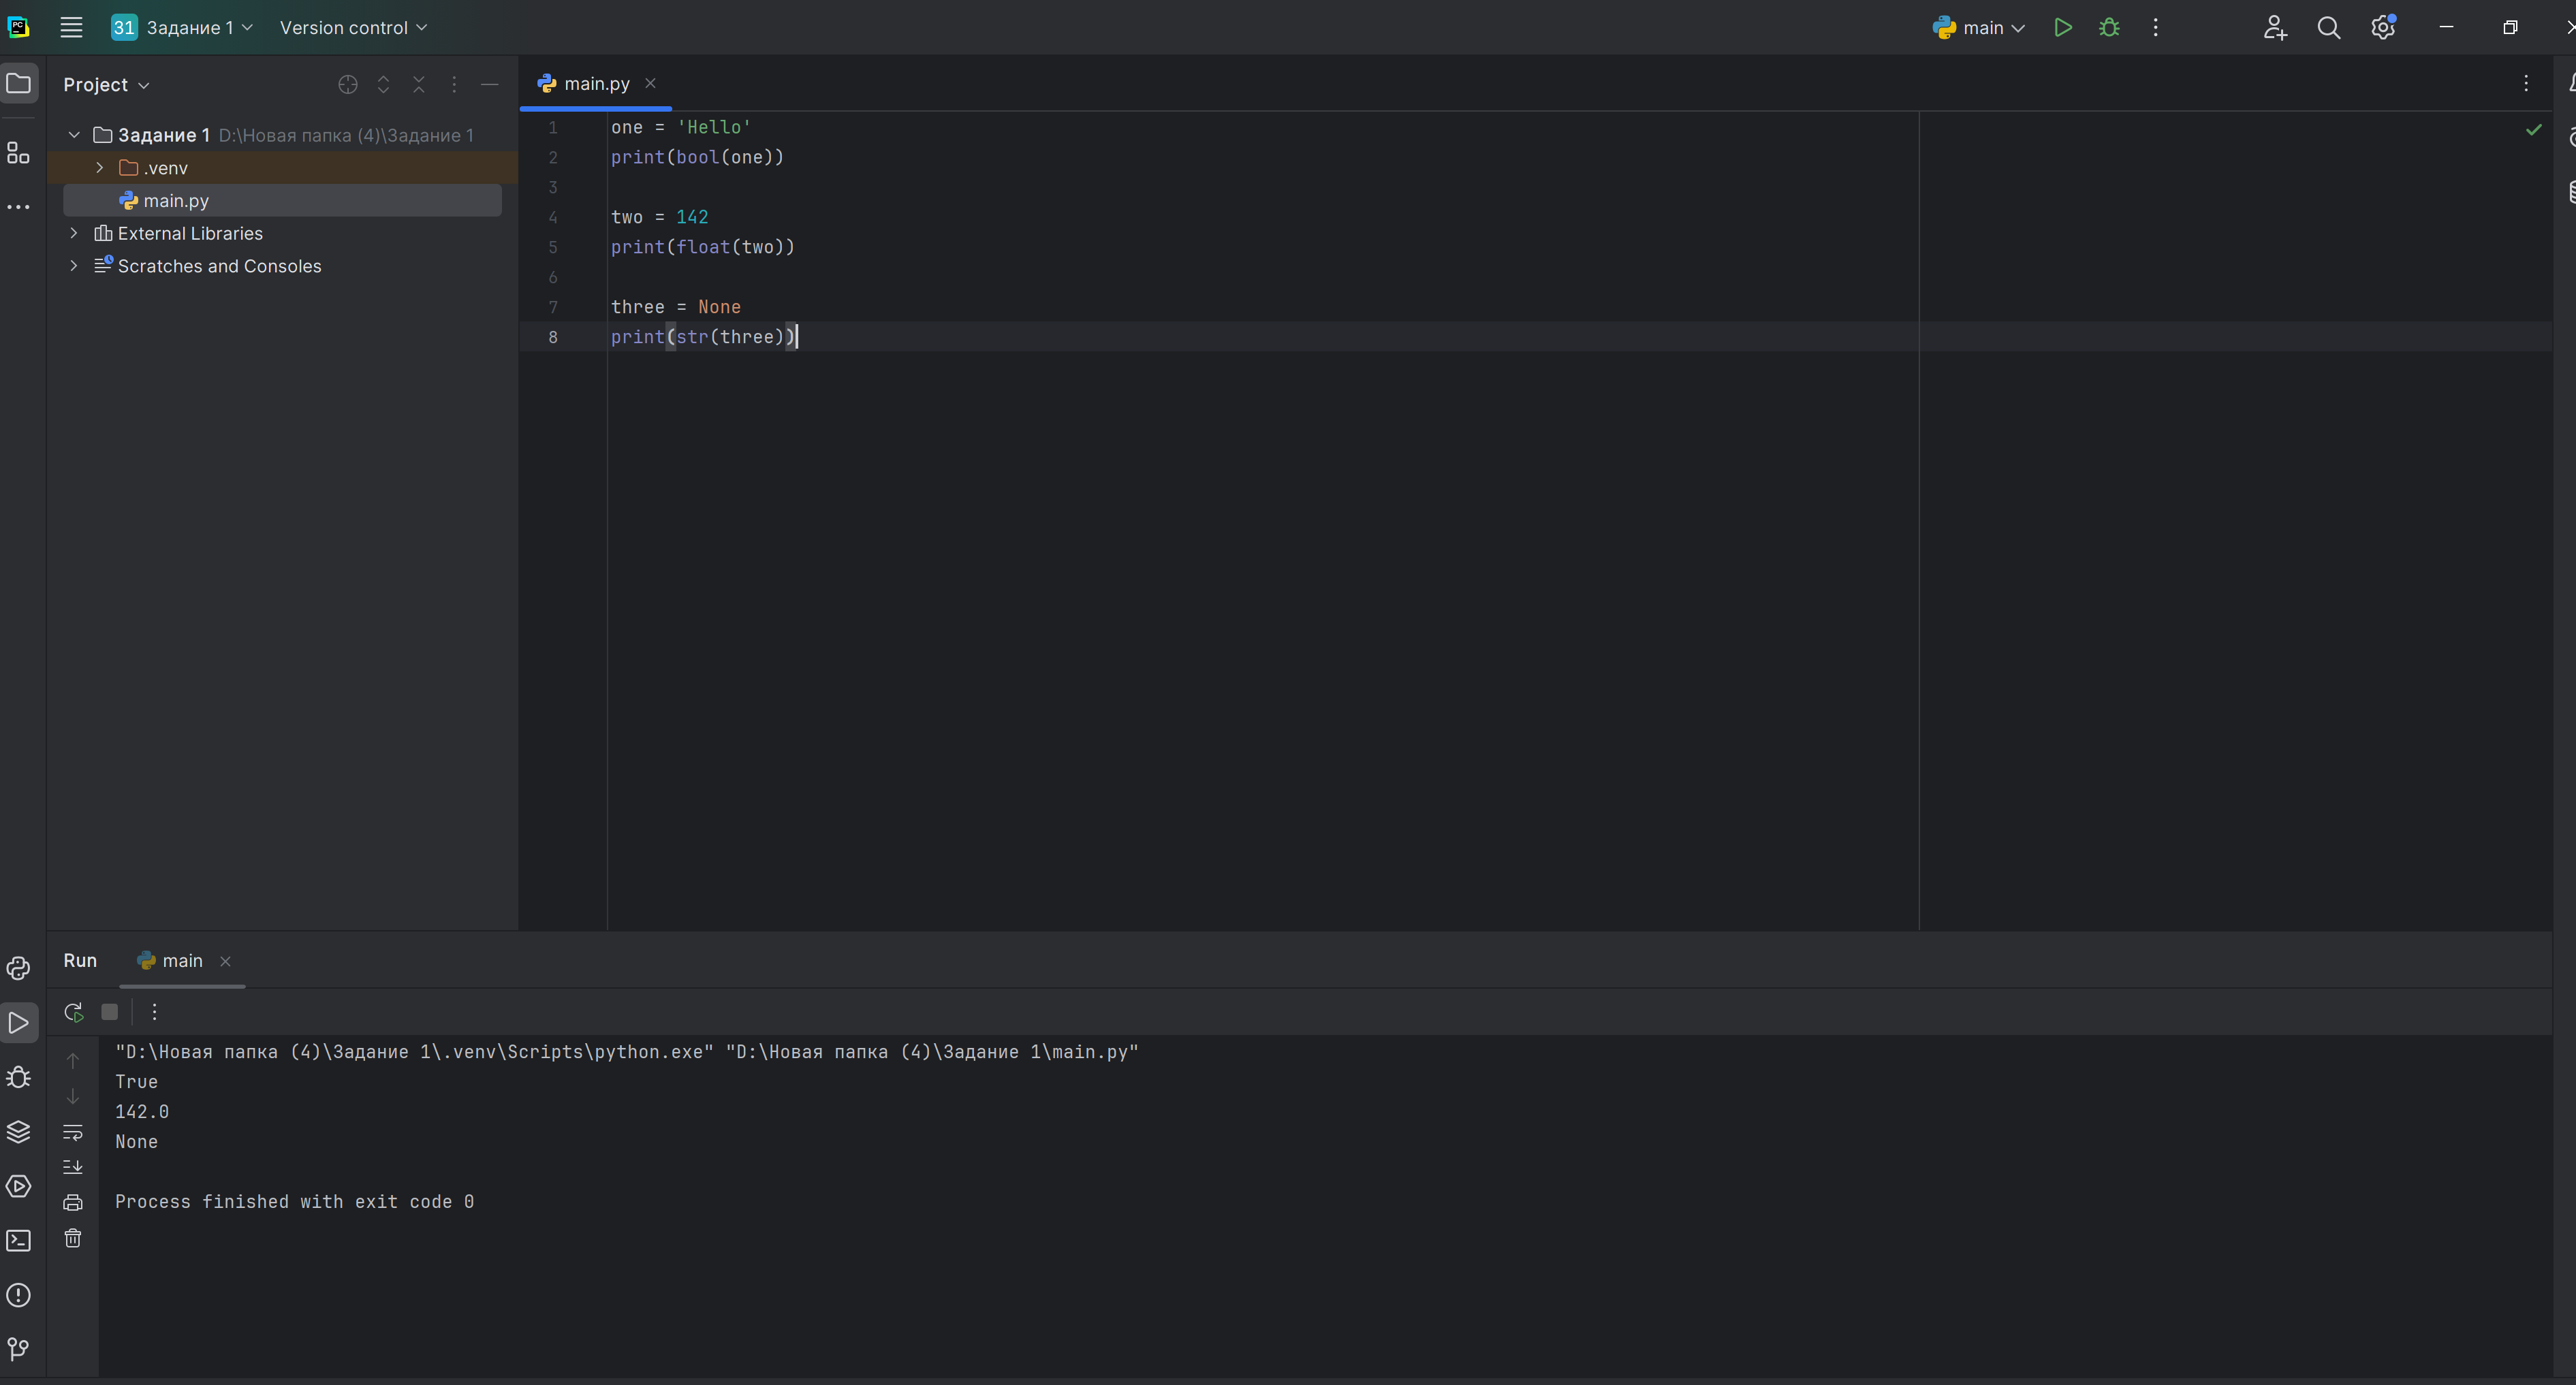 PC
31 Задание 1
Version control
main
Project
main.py
Задание 1 D:\Новая папка (4)\Задание 1
.venv
main.py
External Libraries
Scratches and Consoles
1 one = 'Hello'
2 print(bool(one))
3
4 two = 142
5 print(float(two))
6
7 three = None
8 print(str(three))
Run
main
"D:\Новая папка (4)\Задание 1\.venv\Scripts\python.exe" "D:\Новая папка (4)\Задание 1\main.py"
True
142.0
None
Process finished with exit code 0